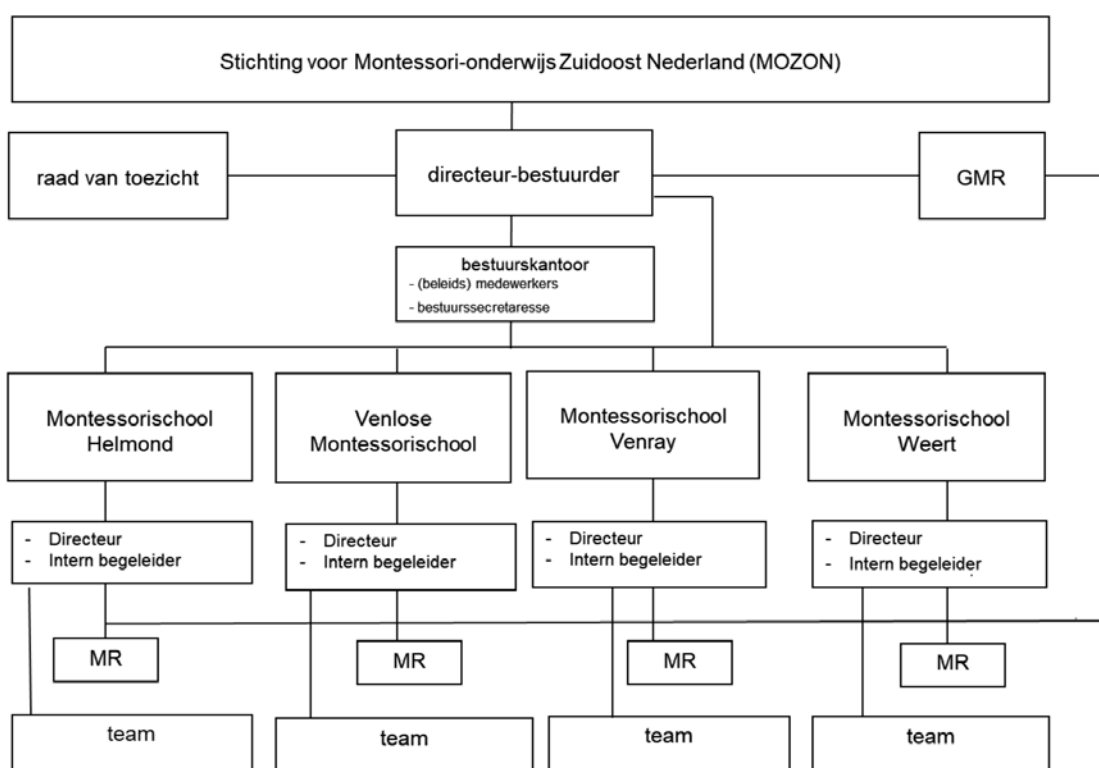 Stichting voor Montessori-onderwijs Zuidoost Nederland (MOZON)
raad van toezicht
directeur-bestuurder
GMR
bestuurskantoor
- (beleids) medewerkers
- bestuurssecretaresse
Montessorischool
Helmond
Venlose
Montessorischool
Montessorischool
Venray
Montessorischool
Weert
- Directeur
- Intern begeleider
- Directeur
- Intern begeleider
- Directeur
- Intern begeleider
- Directeur
- Intern begeleider
MR
MR
MR
MR
team
team
team
team